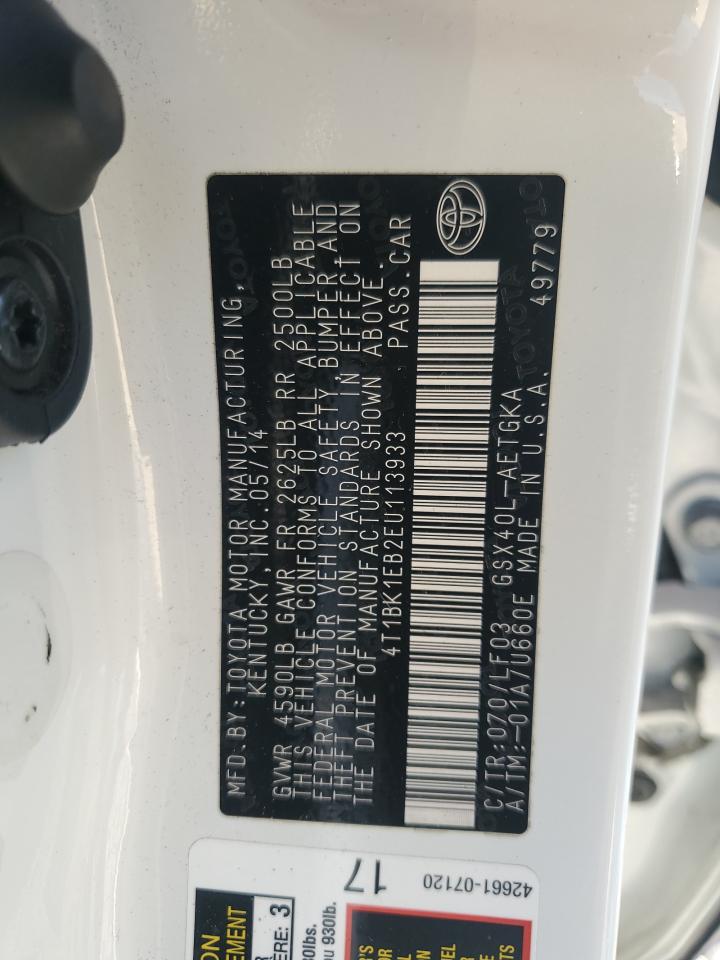 MFD.BY:TOYOTA MOTOR MANUFACTURING,
KENTUCKY,INC.05/14
GVWR 4590LB GAWR FR 2625LB RR 2500LB
THIS VEHICLE CONFORMS TO ALL APPLICABLE
FEDERAL MOTOR VEHICLE SAFETY BUMPER,AND
THEFT PREVENTION STANDARDS IN EFFECT ON
THE DATE OF MANUFACTURE SHOWN ABOVE.
4T1BK1EB2EU113933 PASS.CAR
C/TR:070/LF03 GSX40L-AETGKA
A/TM:-01A/U660E MADE IN U.S.A. 49779
17
42661-07120
3
930lb.